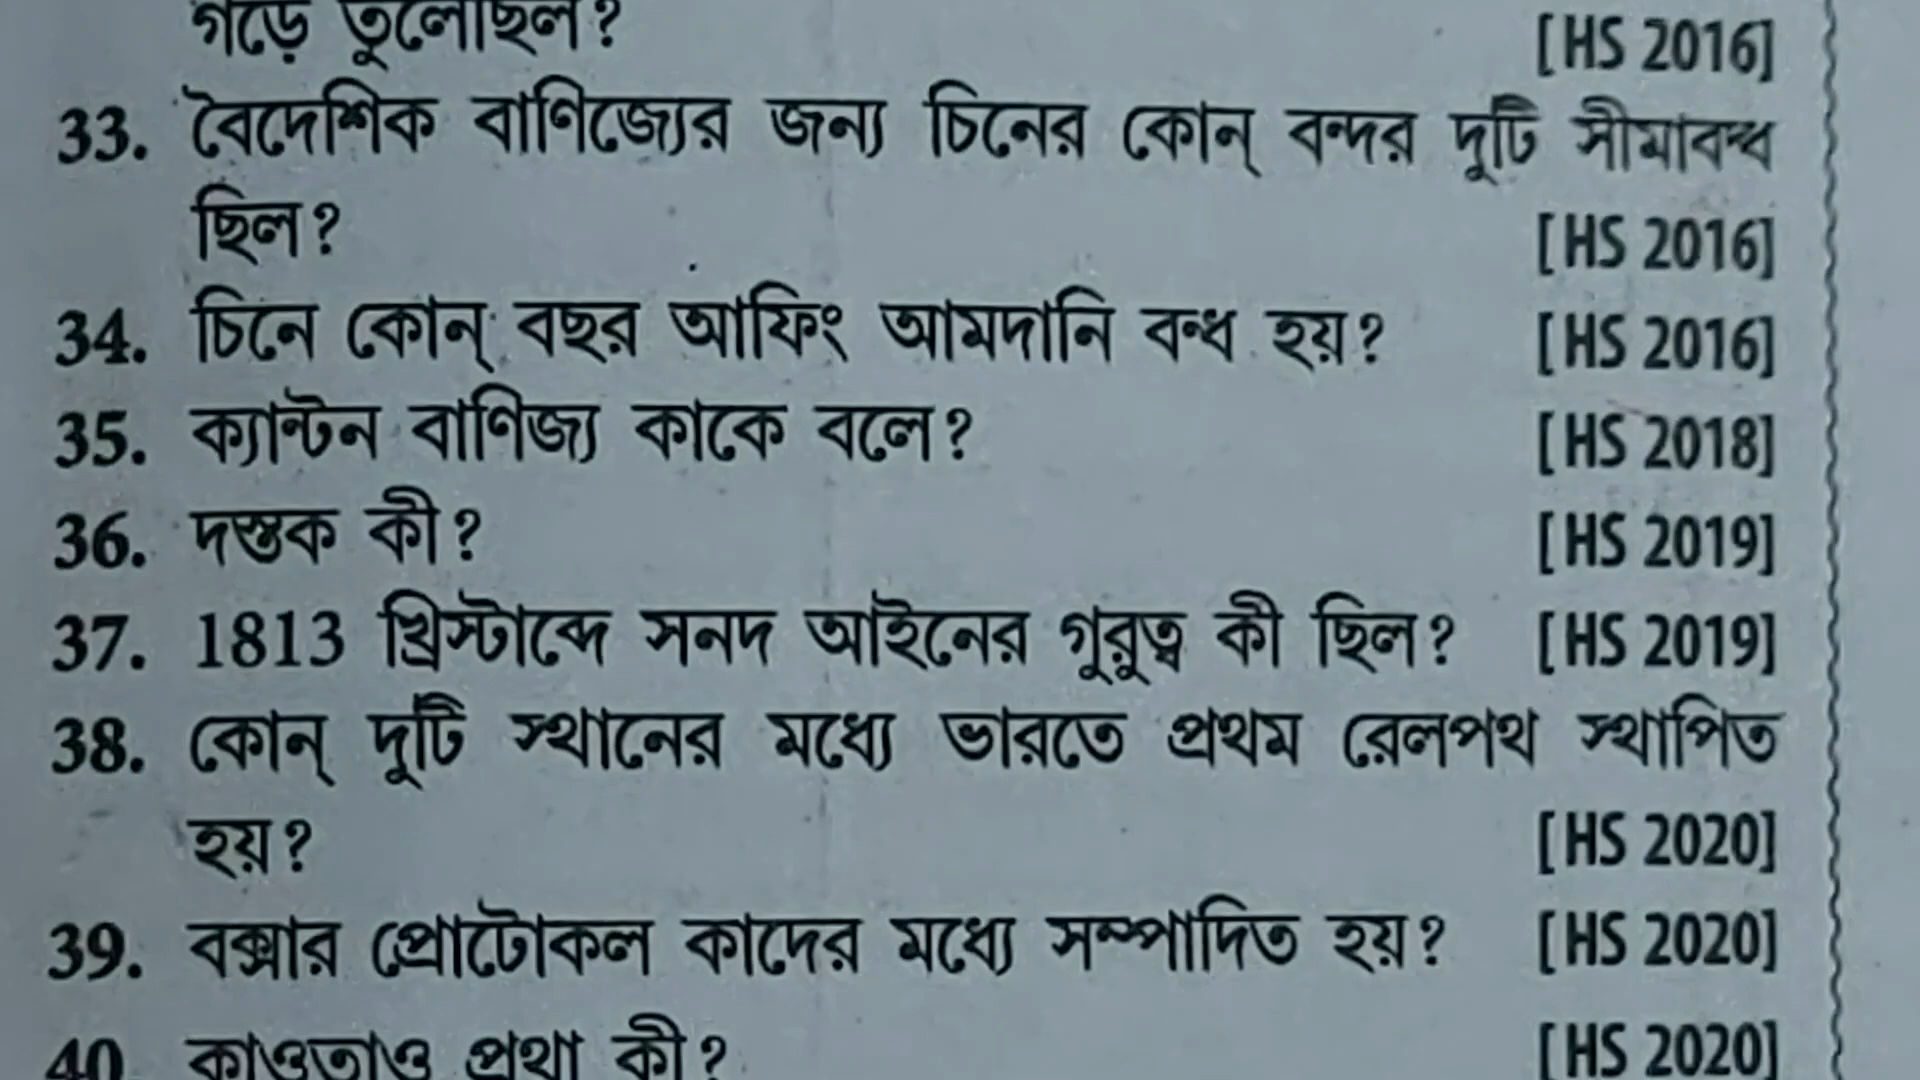 গড়ে তুলেছিল? [HS 2016]
33. বৈদেশিক বাণিজ্যের জন্য চিনের কোন্ বন্দর দুটি সীমাবদ্ধ
ছিল? [HS 2016]
34. চিনে কোন্ বছর আফিং আমদানি বন্ধ হয়? [HS 2016]
35. ক্যান্টন বাণিজ্য কাকে বলে? [HS 2018]
36. দস্তক কী? [HS 2019]
37. 1813 খ্রিস্টাব্দে সনদ আইনের গুরুত্ব কী ছিল? [HS 2019]
38. কোন্ দুটি স্থানের মধ্যে ভারতে প্রথম রেলপথ স্থাপিত
হয়? [HS 2020]
39. বক্সার প্রোটোকল কাদের মধ্যে সম্পাদিত হয়? [HS 2020]
40. কাওতাও প্রথা কী? [HS 2020]